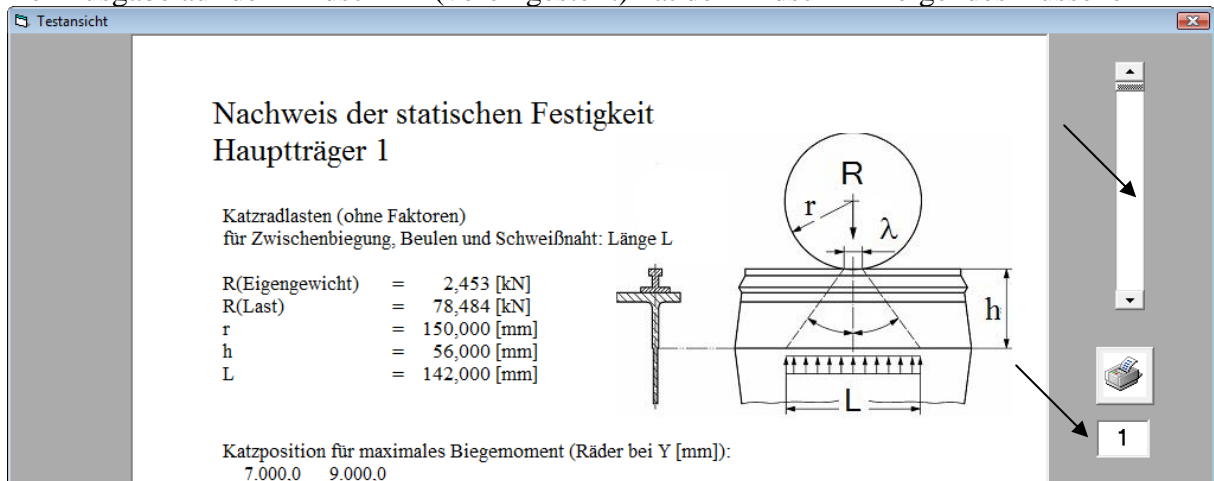 Testansicht
Nachweis der statischen Festigkeit
Hauptträger 1
Katzradlasten (ohne Faktoren)
für Zwischenbiegung, Beulen und Schweißnaht: Länge L
R(Eigengewicht) = 2,453 [kN]
R(Last) = 78,484 [kN]
r = 150,000 [mm]
h = 56,000 [mm]
L = 142,000 [mm]
R
r
λ
h
L
1
Katzposition für maximales Biegemoment (Räder bei Y [mm]):
7.000,0 9.000,0